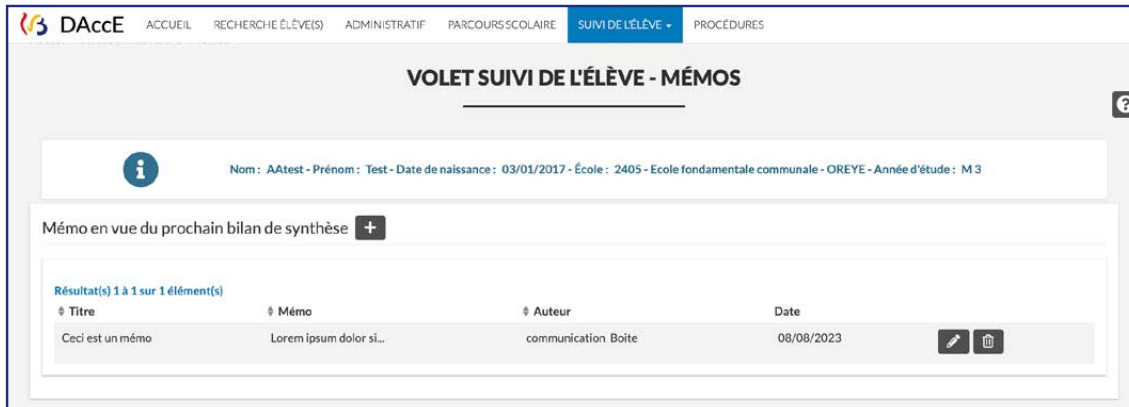 DAccE ACCUEIL RECHERCHE ÉLÈVE(S) ADMINISTRATIF PARCOURS SCOLAIRE SUIVI DE L'ÉLÈVE PROCÉDURES
VOLET SUIVI DE L'ÉLÈVE - MÉMOS
Nom : AAtest - Prénom : Test - Date de naissance : 03/01/2017 - École : 2405 - Ecole fondamentale communale - OREYE - Année d'étude : M 3
Mémo en vue du prochain bilan de synthèse +
Résultat(s) 1 à 1 sur 1 élément(s)
Titre Mémo Auteur Date
Ceci est un mémo Lorem ipsum dolor si... communication Boite 08/08/2023